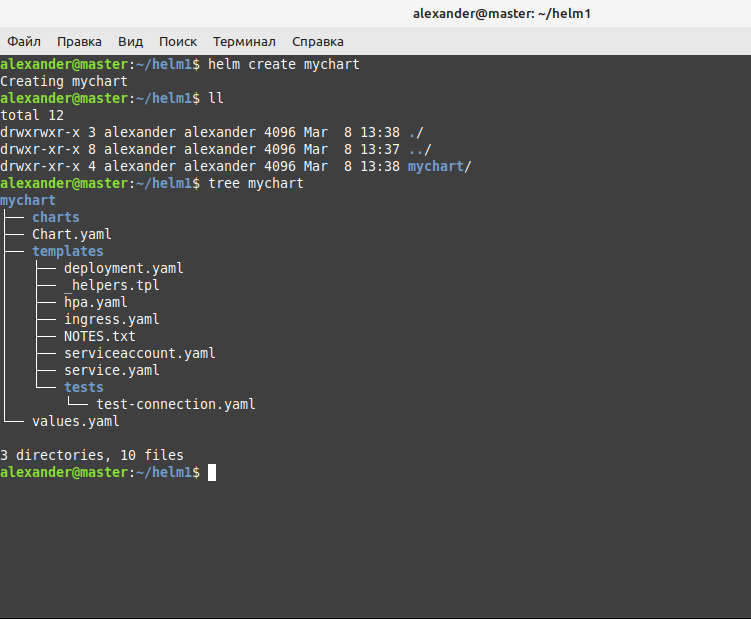 alexander@master: ~/helm1
Файл Правка Вид Поиск Терминал Справка
alexander@master:~/helm1$ helm create mychart
Creating mychart
alexander@master:~/helm1$ ll
total 12
drwxrwxr-x 3 alexander alexander 4096 Mar  8 13:38 ./
drwxr-xr-x 8 alexander alexander 4096 Mar  8 13:37 ../
drwxr-xr-x 4 alexander alexander 4096 Mar  8 13:38 mychart/
alexander@master:~/helm1$ tree mychart
mychart
├── charts
├── Chart.yaml
├── templates
│   ├── deployment.yaml
│   ├── _helpers.tpl
│   ├── hpa.yaml
│   ├── ingress.yaml
│   ├── NOTES.txt
│   ├── serviceaccount.yaml
│   ├── service.yaml
│   └── tests
│       └── test-connection.yaml
└── values.yaml
3 directories, 10 files
alexander@master:~/helm1$